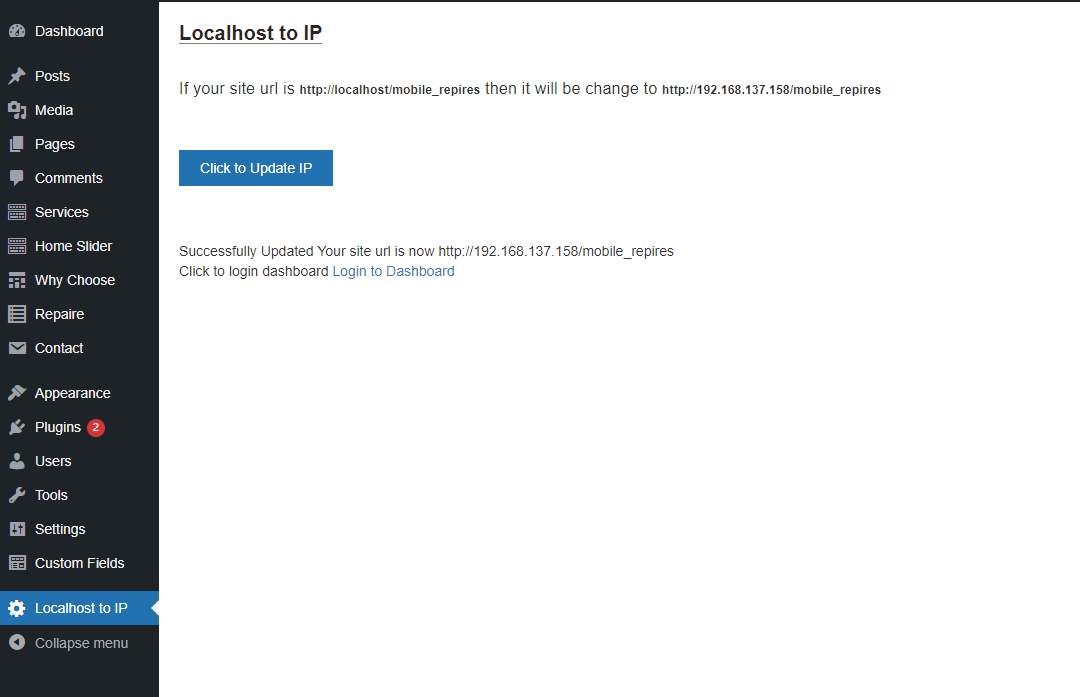 Dashboard
Posts
Media
Pages
Comments
Services
Home Slider
Why Choose
Repaire
Contact
Appearance
Plugins 2
Users
Tools
Settings
Custom Fields
Localhost to IP
Collapse menu
Localhost to IP
If your site url is http://localhost/mobile_repires then it will be change to http://192.168.137.158/mobile_repires
Click to Update IP
Successfully Updated Your site url is now http://192.168.137.158/mobile_repires
Click to login dashboard Login to Dashboard